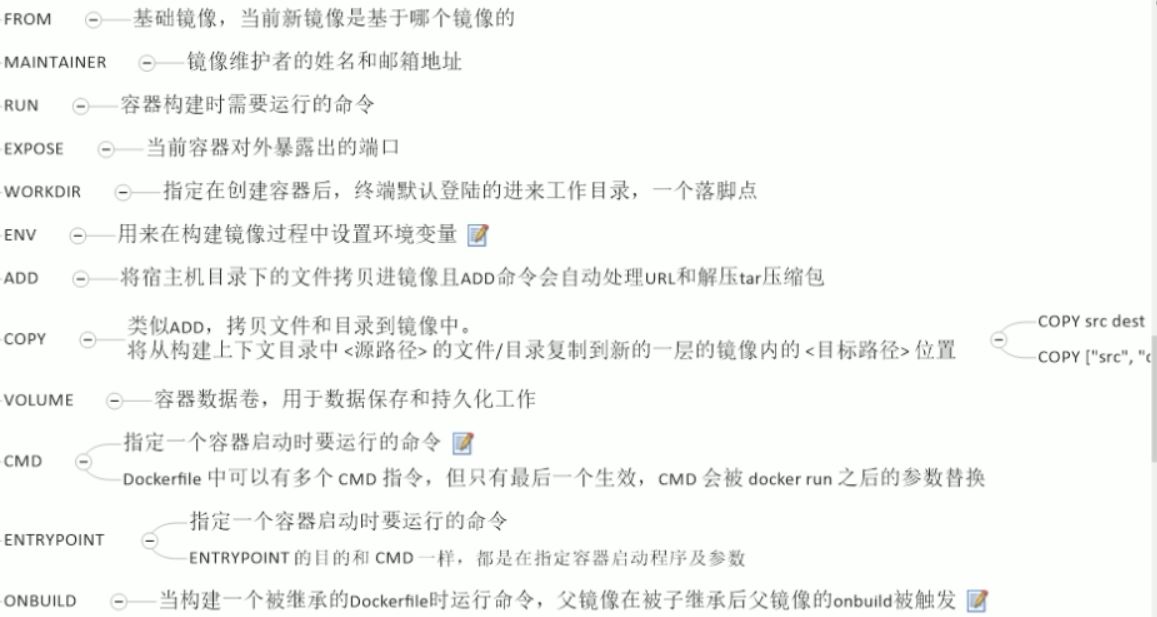 FROM 基础镜像，当前新镜像是基于哪个镜像的
MAINTAINER 镜像维护者的姓名和邮箱地址
RUN 容器构建时需要运行的命令
EXPOSE 当前容器对外暴露出的端口
WORKDIR 指定在创建容器后，终端默认登陆的进来工作目录，一个落脚点
ENV 用来在构建镜像过程中设置环境变量
ADD 将宿主机目录下的文件拷贝进镜像且ADD命令会自动处理URL和解压tar压缩包
COPY 类似ADD，拷贝文件和目录到镜像中。
将从构建上下文目录中 <源路径> 的文件/目录复制到新的一层的镜像内的 <目标路径> 位置
COPY src dest
COPY ["src", "
VOLUME 容器数据卷，用于数据保存和持久化工作
CMD 指定一个容器启动时要运行的命令
Dockerfile 中可以有多个 CMD 指令，但只有最后一个生效，CMD 会被 docker run 之后的参数替换
ENTRYPOINT 指定一个容器启动时要运行的命令
ENTRYPOINT 的目的和 CMD 一样，都是在指定容器启动程序及参数
ONBUILD 当构建一个被继承的Dockerfile时运行命令，父镜像在被子继承后父镜像的onbuild被触发